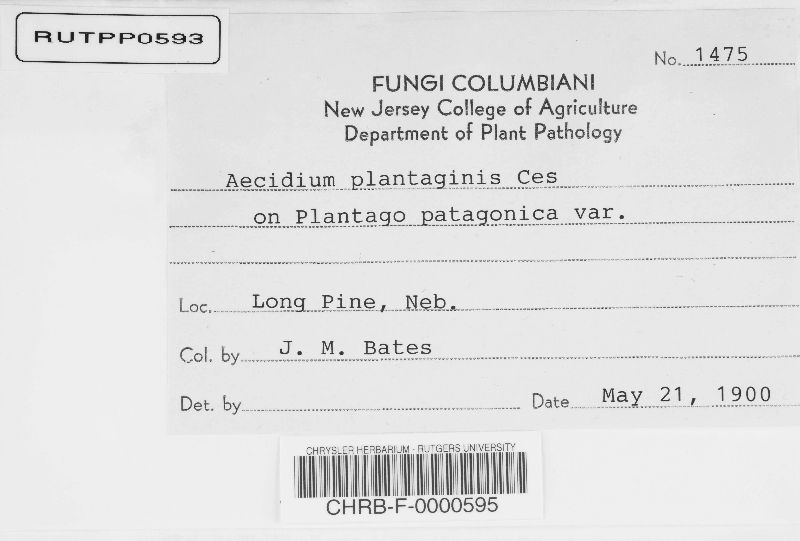 RUTPP0593
No. 1475
FUNGI COLUMBIANI
New Jersey College of Agriculture
Department of Plant Pathology
Aecidium plantaginis Ces
on Plantago patagonica var.
Loc. Long Pine, Neb.
Col. by J. M. Bates
Det. by Date May 21, 1900
CHRYSLER HERBARIUM - RUTGERS UNIVERSITY
CHRB-F-0000595